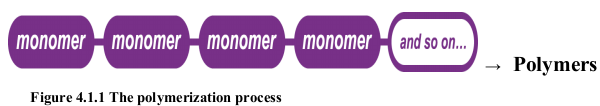 monomer monomer monomer monomer and so on... → Polymers
Figure 4.1.1 The polymerization process